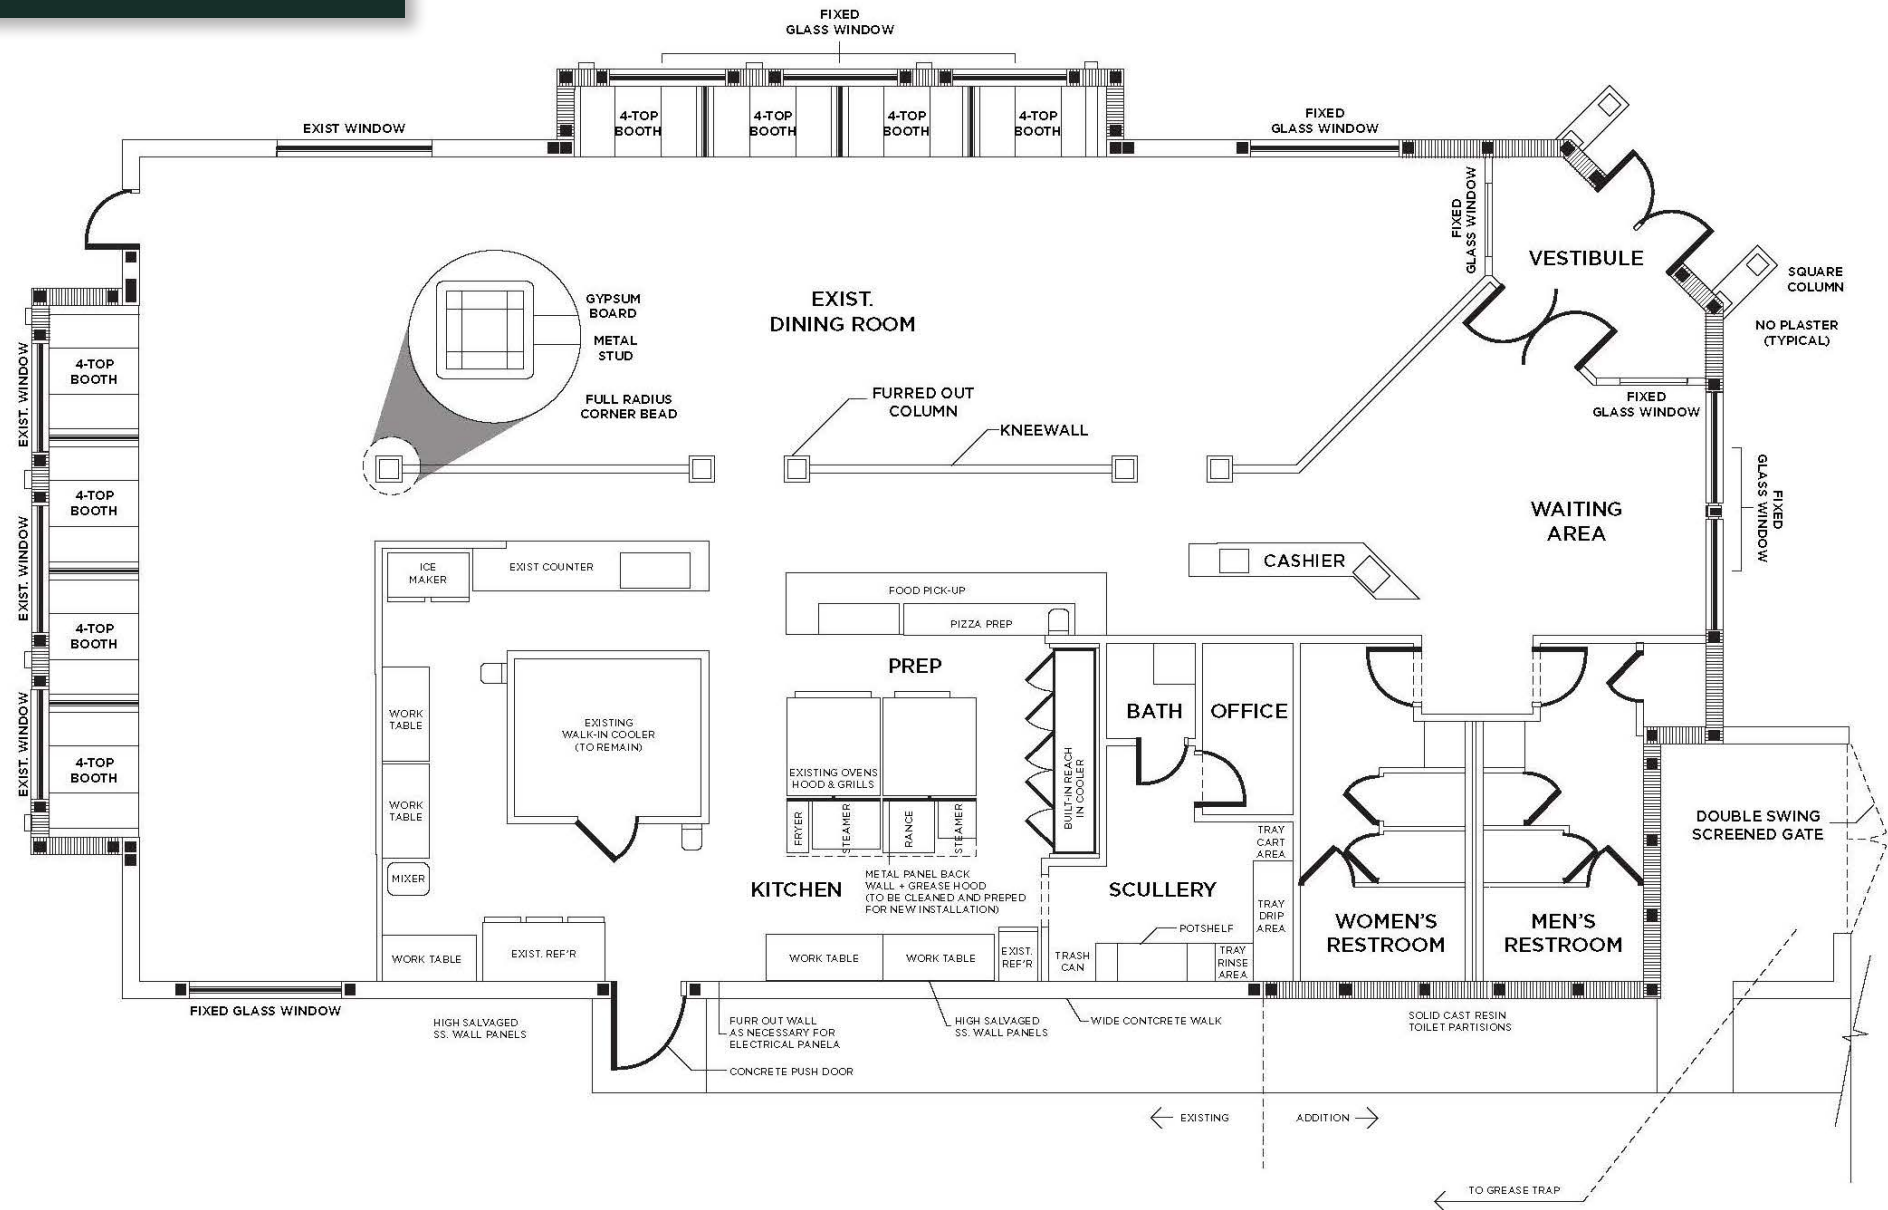 FIXED
GLASS WINDOW
4-TOP
BOOTH
4-TOP
BOOTH
4-TOP
BOOTH
4-TOP
BOOTH
EXIST WINDOW
FIXED
GLASS WINDOW
FIXED
GLASS WINDOW
VESTIBULE
SQUARE
COLUMN
NO PLASTER
(TYPICAL)
GYPSUM
BOARD
METAL
STUD
FULL RADIUS
CORNER BEAD
EXIST.
DINING ROOM
FURRED OUT
COLUMN
KNEEWALL
FIXED
GLASS WINDOW
EXIST. WINDOW
4-TOP
BOOTH
4-TOP
BOOTH
EXIST. WINDOW
4-TOP
BOOTH
EXIST. WINDOW
4-TOP
BOOTH
WAITING
AREA
FIXED
GLASS WINDOW
ICE
MAKER
EXIST COUNTER
CASHIER
FOOD PICK-UP
PIZZA PREP
PREP
WORK
TABLE
EXISTING
WALK-IN COOLER
(TO REMAIN)
WORK
TABLE
MIXER
EXISTING OVENS
HOOD & GRILLS
FRYER
STEAMER
RANCE
STEAMER
BUILT-IN REACH
IN COOLER
BATH
OFFICE
KITCHEN
METAL PANEL BACK
WALL + GREASE HOOD
(TO BE CLEANED AND PREPED
FOR NEW INSTALLATION)
SCULLERY
TRAY
CART
AREA
TRAY
DRIP
AREA
POTSHELF
TRAY
RINSE
AREA
TRASH
CAN
WOMEN'S
RESTROOM
MEN'S
RESTROOM
DOUBLE SWING
SCREENED GATE
WORK TABLE
EXIST. REF'R
WORK TABLE
WORK TABLE
EXIST.
REF'R
FIXED GLASS WINDOW
HIGH SALVAGED
SS. WALL PANELS
FURR OUT WALL
AS NECESSARY FOR
ELECTRICAL PANELA
CONCRETE PUSH DOOR
HIGH SALVAGED
SS. WALL PANELS
WIDE CONTCRETE WALK
SOLID CAST RESIN
TOILET PARTISIONS
EXISTING
ADDITION
TO GREASE TRAP